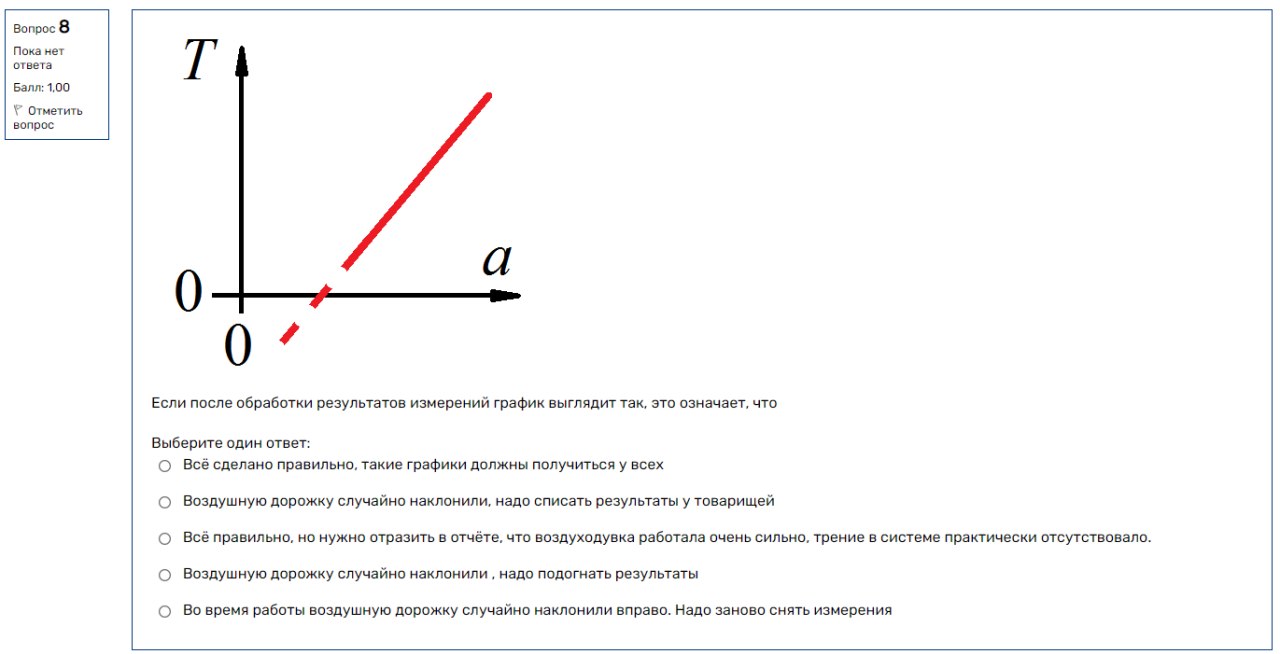 Вопрос 8
Пока нет
ответа
Балл: 1,00
Отметить
вопрос
T
a
0
0
Если после обработки результатов измерений график выглядит так, это означает, что
Выберите один ответ:
Всё сделано правильно, такие графики должны получиться у всех
Воздушную дорожку случайно наклонили, надо списать результаты у товарищей
Всё правильно, но нужно отразить в отчёте, что воздуходувка работала очень сильно, трение в системе практически отсутствовало.
Воздушную дорожку случайно наклонили , надо подогнать результаты
Во время работы воздушную дорожку случайно наклонили вправо. Надо заново снять измерения